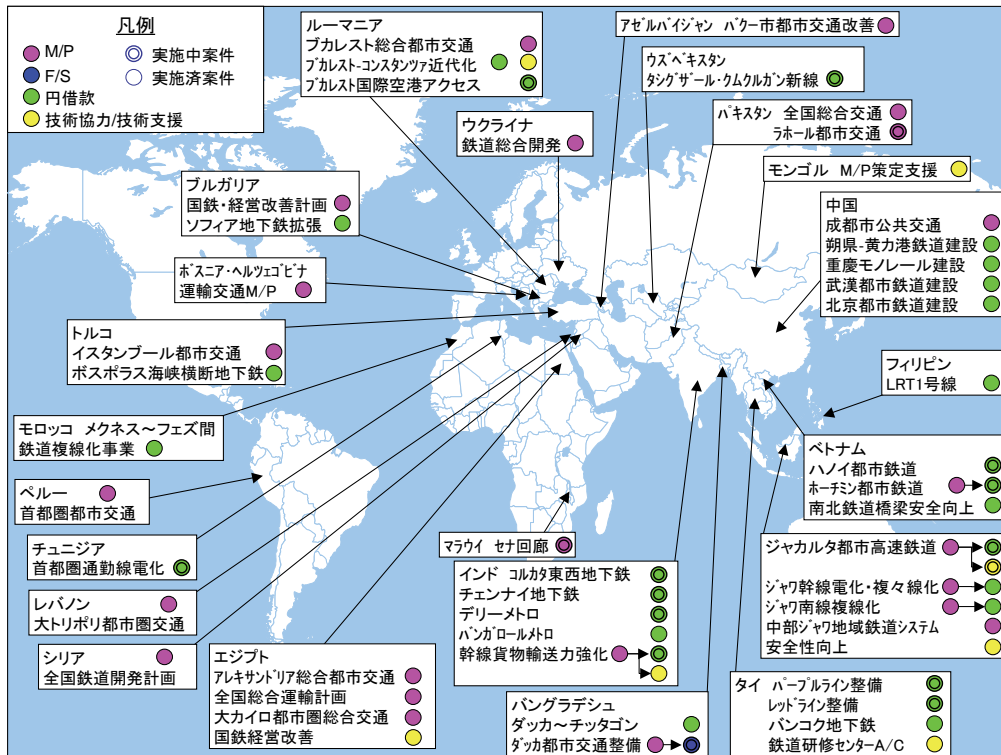 凡例
M/P
F/S
円借款
技術協力/技術支援
実施中案件
実施済案件
ルーマニア
ブカレスト総合都市交通
ブカレスト-コンスタンツァ近代化
ブカレスト国際空港アクセス
アゼルバイジャン バクー市都市交通改善
ウズベキスタン
タシグザール・クムクルガン新線
パキスタン 全国総合交通
ラホール都市交通
ウクライナ
鉄道総合開発
モンゴル M/P策定支援
中国
成都市公共交通
朔県-黄力港鉄道建設
重慶モノレール建設
武漢都市鉄道建設
北京都市鉄道建設
ブルガリア
国鉄・経営改善計画
ソフィア地下鉄拡張
ボスニア・ヘルツェゴビナ
運輸交通M/P
トルコ
イスタンブール都市交通
ボスポラス海峡横断地下鉄
フィリピン
LRT1号線
モロッコ メクネス～フェズ間
鉄道複線化事業
ベトナム
ハノイ都市鉄道
ホーチミン都市鉄道
南北鉄道橋梁安全向上
ペルー
首都圏都市交通
チュニジア
首都圏通勤線電化
マラウイ セナ回廊
ジャカルタ都市高速鉄道
ジャワ幹線電化・複々線化
ジャワ南線複線化
中部ジャワ地域鉄道システム
安全性向上
インド コルカタ東西地下鉄
チェンナイ地下鉄
デリーメトロ
バンガロールメトロ
幹線貨物輸送力強化
レバノン
大トリポリ都市圏交通
シリア
全国鉄道開発計画
エジプト
アレキサンドリア総合都市交通
全国総合運輸計画
大カイロ都市圏総合交通
国鉄経営改善
バングラデシュ
ダッカ～チッタゴン
ダッカ都市交通整備
タイ パープルライン整備
レッドライン整備
バンコク地下鉄
鉄道研修センターA/C